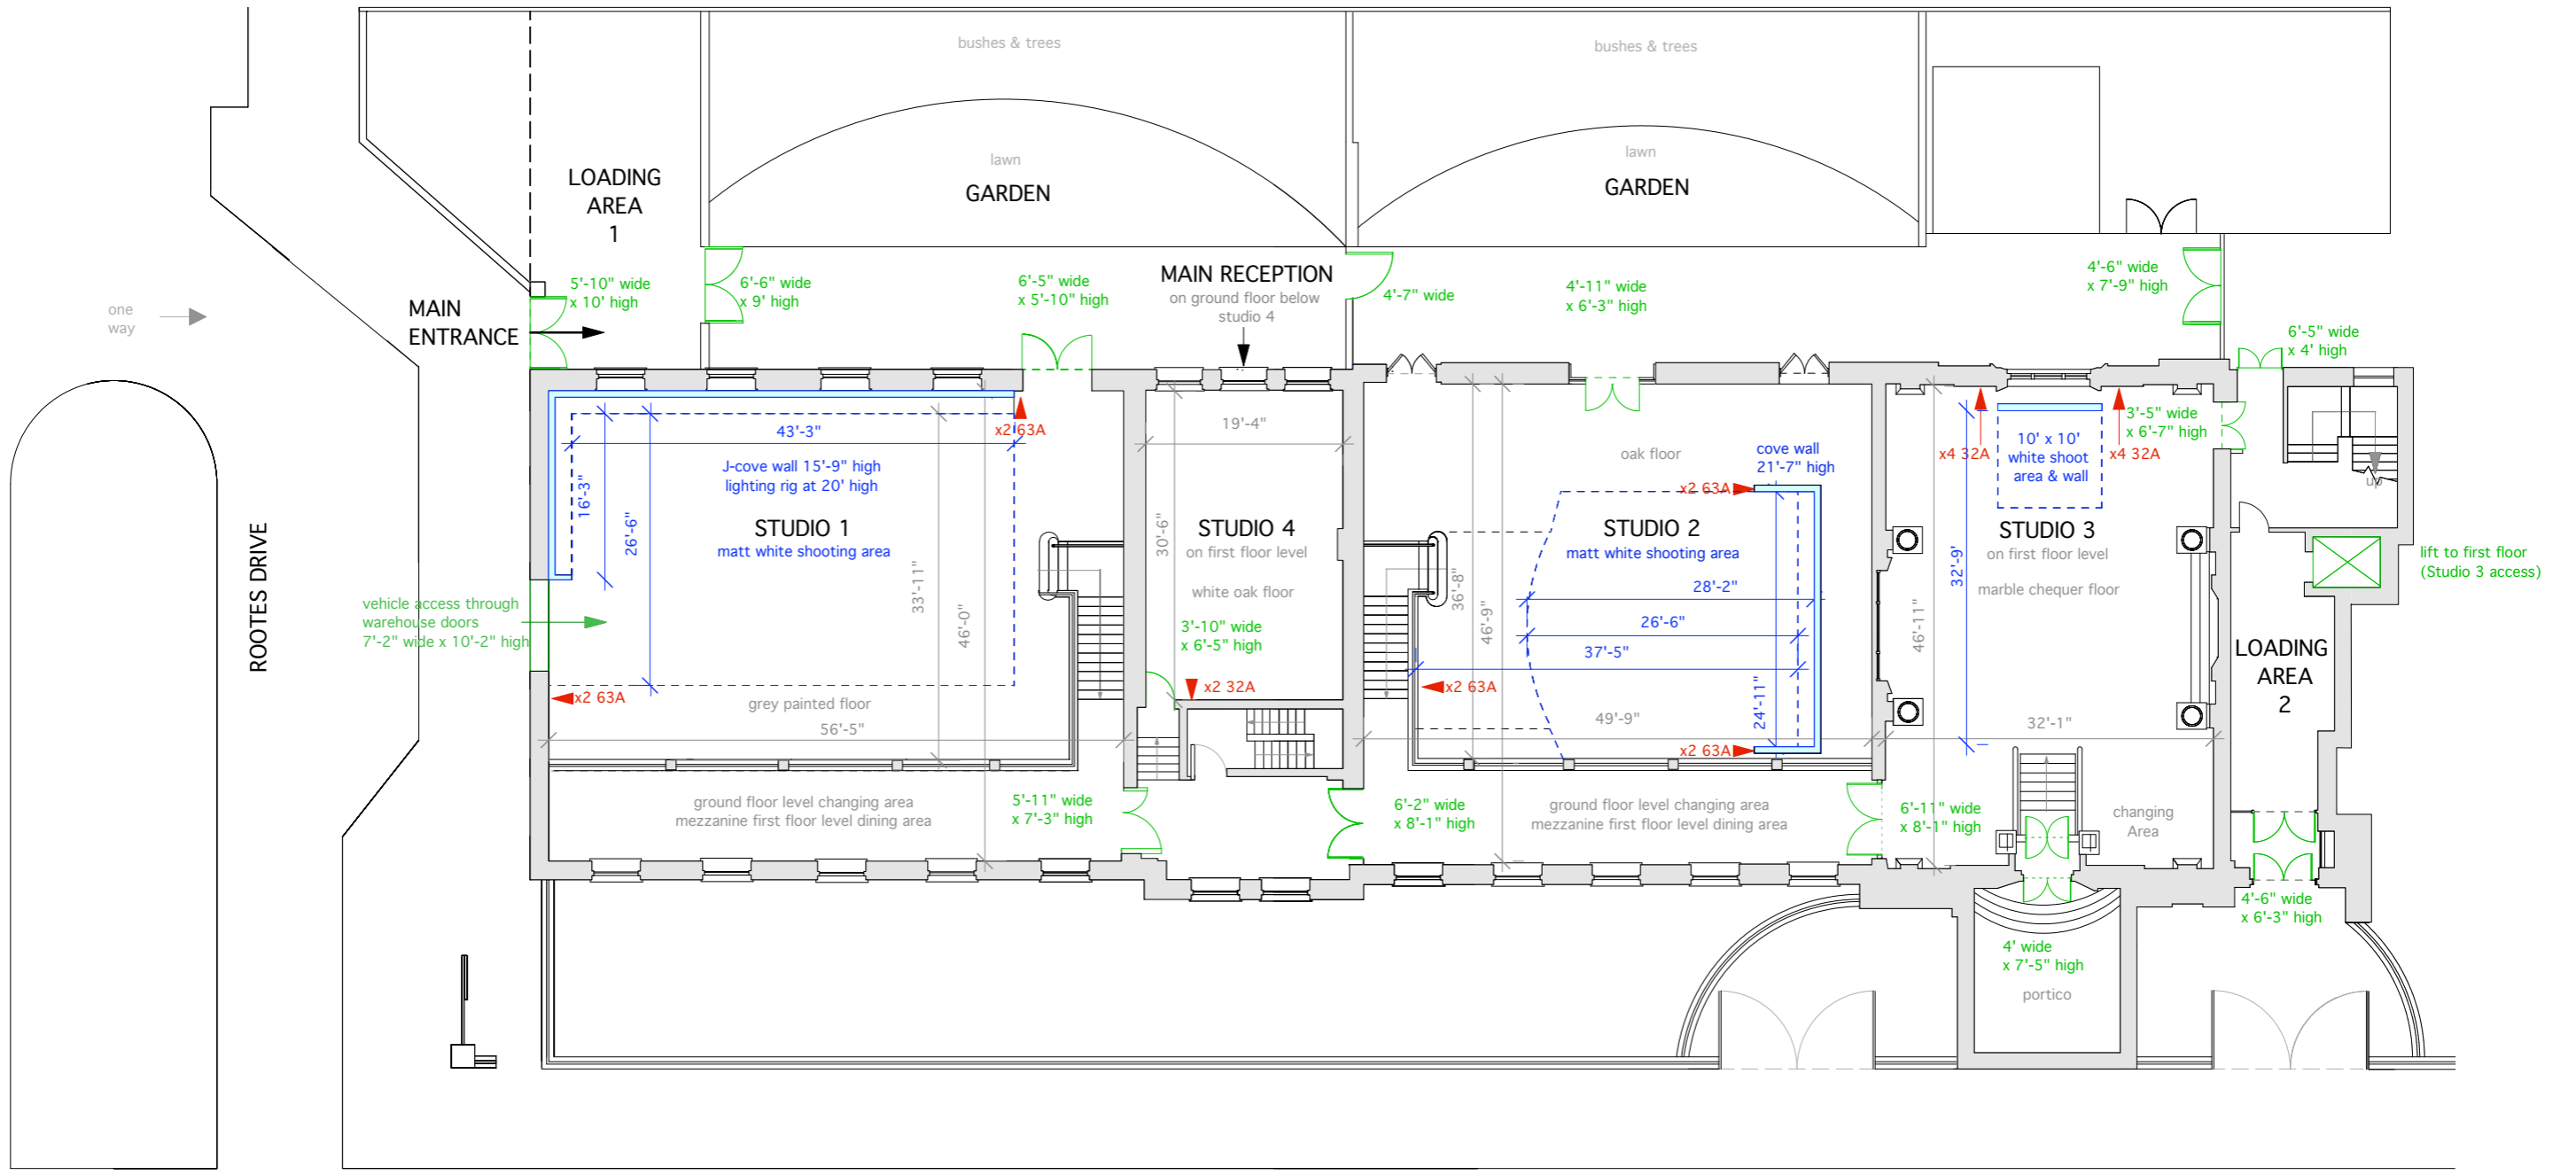 bushes & trees
bushes & trees
lawn
GARDEN
lawn
GARDEN
LOADING
AREA
1
5'-10" wide
x 10' high
6'-6" wide
x 9' high
6'-5" wide
x 5'-10" high
MAIN RECEPTION
on ground floor below
studio 4
4'-7" wide
4'-11" wide
x 6'-3" high
4'-6" wide
x 7'-9" high
6'-5" wide
x 4' high
one
way
MAIN
ENTRANCE
ROOTES DRIVE
vehicle access through
warehouse doors
7'-2" wide x 10'-2" high
x2 63A
43'-3"
J-cove wall 15'-9" high
lighting rig at 20' high
16'-3"
26'-6"
STUDIO 1
matt white shooting area
33'-11"
46'-0"
x2 63A
grey painted floor
56'-5"
ground floor level changing area
mezzanine first floor level dining area
5'-11" wide
x 7'-3" high
19'-4"
30'-6"
STUDIO 4
on first floor level
white oak floor
3'-10" wide
x 6'-5" high
x2 32A
oak floor
cove wall
21'-7" high
x2 63A
STUDIO 2
matt white shooting area
36'-8"
46'-9"
28'-2"
26'-6"
37'-5"
24'-11"
x2 63A
49'-9"
x2 63A
6'-2" wide
x 8'-1" high
ground floor level changing area
mezzanine first floor level dining area
x4 32A
10' x 10'
white shoot
area & wall
3'-5" wide
x 6'-7" high
x4 32A
STUDIO 3
on first floor level
marble chequer floor
32'-9'
46'-11"
32'-1"
6'-11" wide
x 8'-1" high
changing
Area
4' wide
x 7'-5" high
portico
up
lift to first floor
(Studio 3 access)
LOADING
AREA
2
4'-6" wide
x 6'-3" high